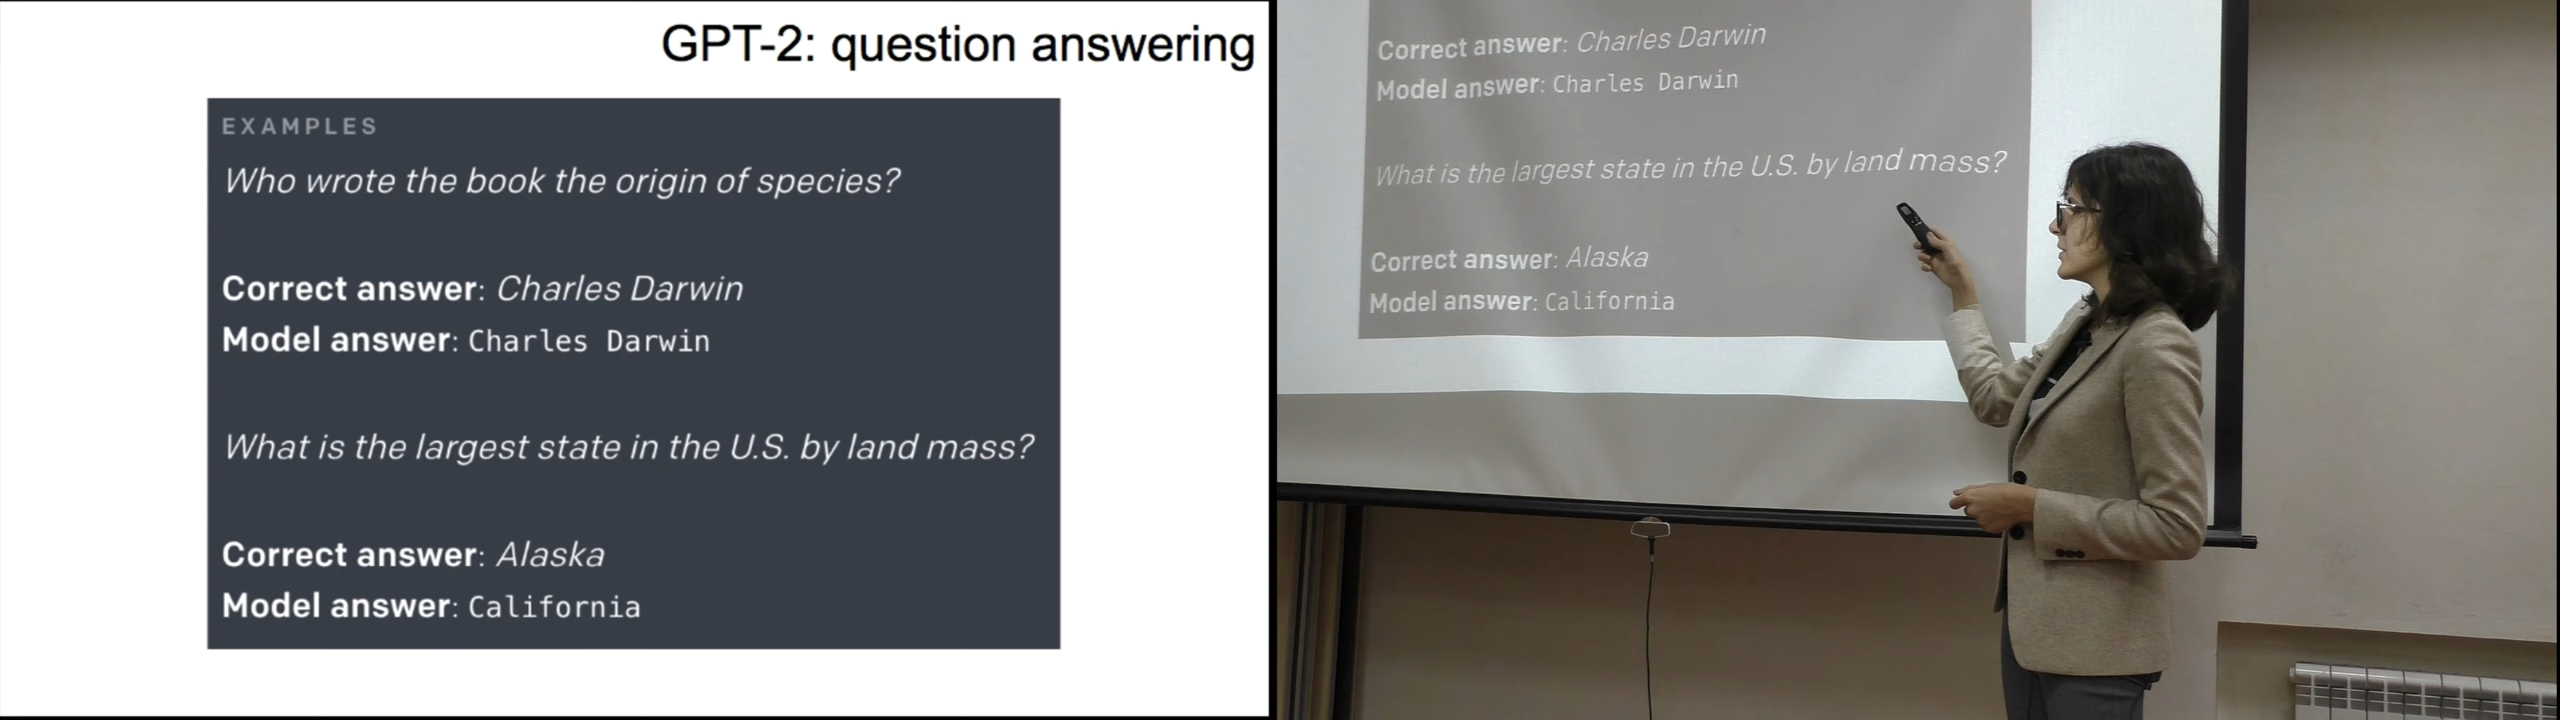 GPT-2: question answering
EXAMPLES
Who wrote the book the origin of species?
Correct answer: Charles Darwin
Model answer: Charles Darwin
What is the largest state in the U.S. by land mass?
Correct answer: Alaska
Model answer: California
Correct answer: Charles Darwin
Model answer: Charles Darwin
What is the largest state in the U.S. by land mass?
Correct answer: Alaska
Model answer: California